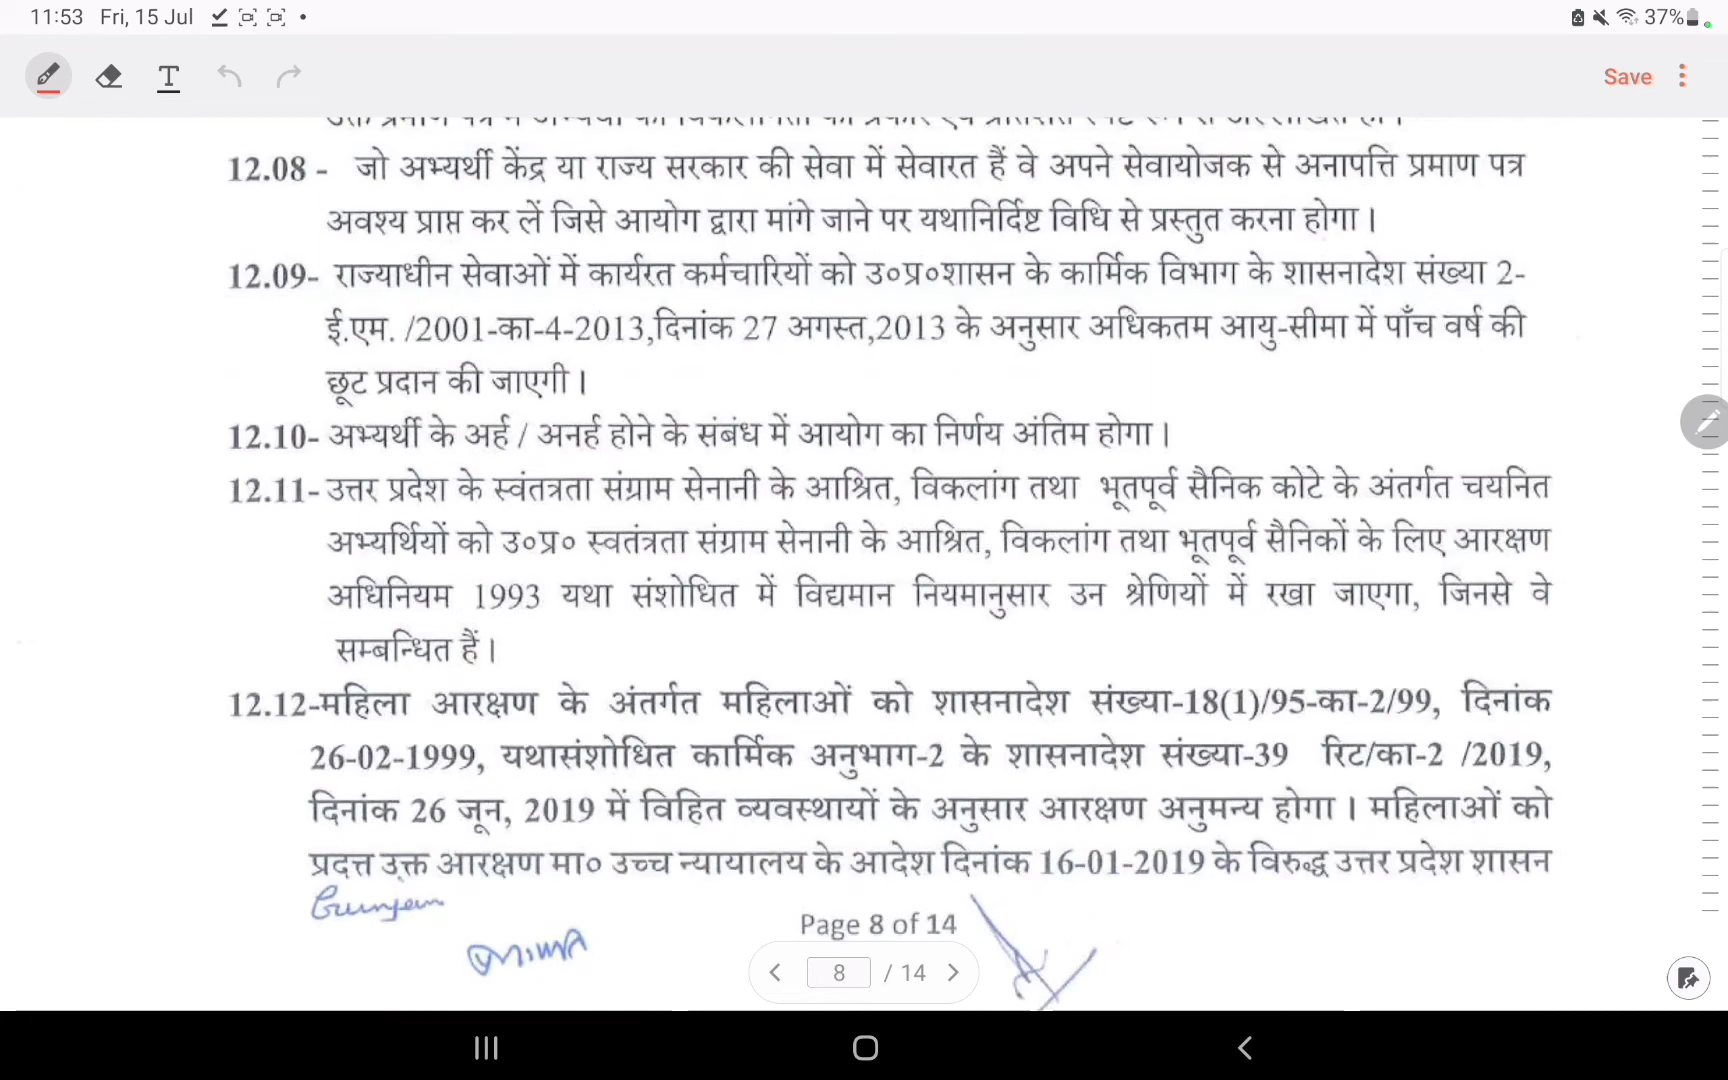 11:53 Fri, 15 Jul 37%
T Save
12.08 - जो अभ्यर्थी केंद्र या राज्य सरकार की सेवा में सेवारत हैं वे अपने सेवायोजक से अनापत्ति प्रमाण पत्र
अवश्य प्राप्त कर लें जिसे आयोग द्वारा मांगे जाने पर यथानिर्दिष्ट विधि से प्रस्तुत करना होगा।
12.09- राज्याधीन सेवाओं में कार्यरत कर्मचारियों को उ०प्र०शासन के कार्मिक विभाग के शासनादेश संख्या 2-
ई.एम. /2001-का-4-2013,दिनांक 27 अगस्त,2013 के अनुसार अधिकतम आयु-सीमा में पाँच वर्ष की
छूट प्रदान की जाएगी।
12.10- अभ्यर्थी के अर्ह / अनर्ह होने के संबंध में आयोग का निर्णय अंतिम होगा।
12.11- उत्तर प्रदेश के स्वंतत्रता संग्राम सेनानी के आश्रित, विकलांग तथा भूतपूर्व सैनिक कोटे के अंतर्गत चयनित
अभ्यर्थियों को उ०प्र० स्वतंत्रता संग्राम सेनानी के आश्रित, विकलांग तथा भूतपूर्व सैनिकों के लिए आरक्षण
अधिनियम 1993 यथा संशोधित में विद्यमान नियमानुसार उन श्रेणियों में रखा जाएगा, जिनसे वे
सम्बन्धित हैं।
12.12-महिला आरक्षण के अंतर्गत महिलाओं को शासनादेश संख्या-18(1)/95-का-2/99, दिनांक
26-02-1999, यथासंशोधित कार्मिक अनुभाग-2 के शासनादेश संख्या-39 रिट/का-2 /2019,
दिनांक 26 जून, 2019 में विहित व्यवस्थायों के अनुसार आरक्षण अनुमन्य होगा। महिलाओं को
प्रदत्त उक्त आरक्षण मा० उच्च न्यायालय के आदेश दिनांक 16-01-2019 के विरुद्ध उत्तर प्रदेश शासन
Gunjan
Page 8 of 14
8 / 14